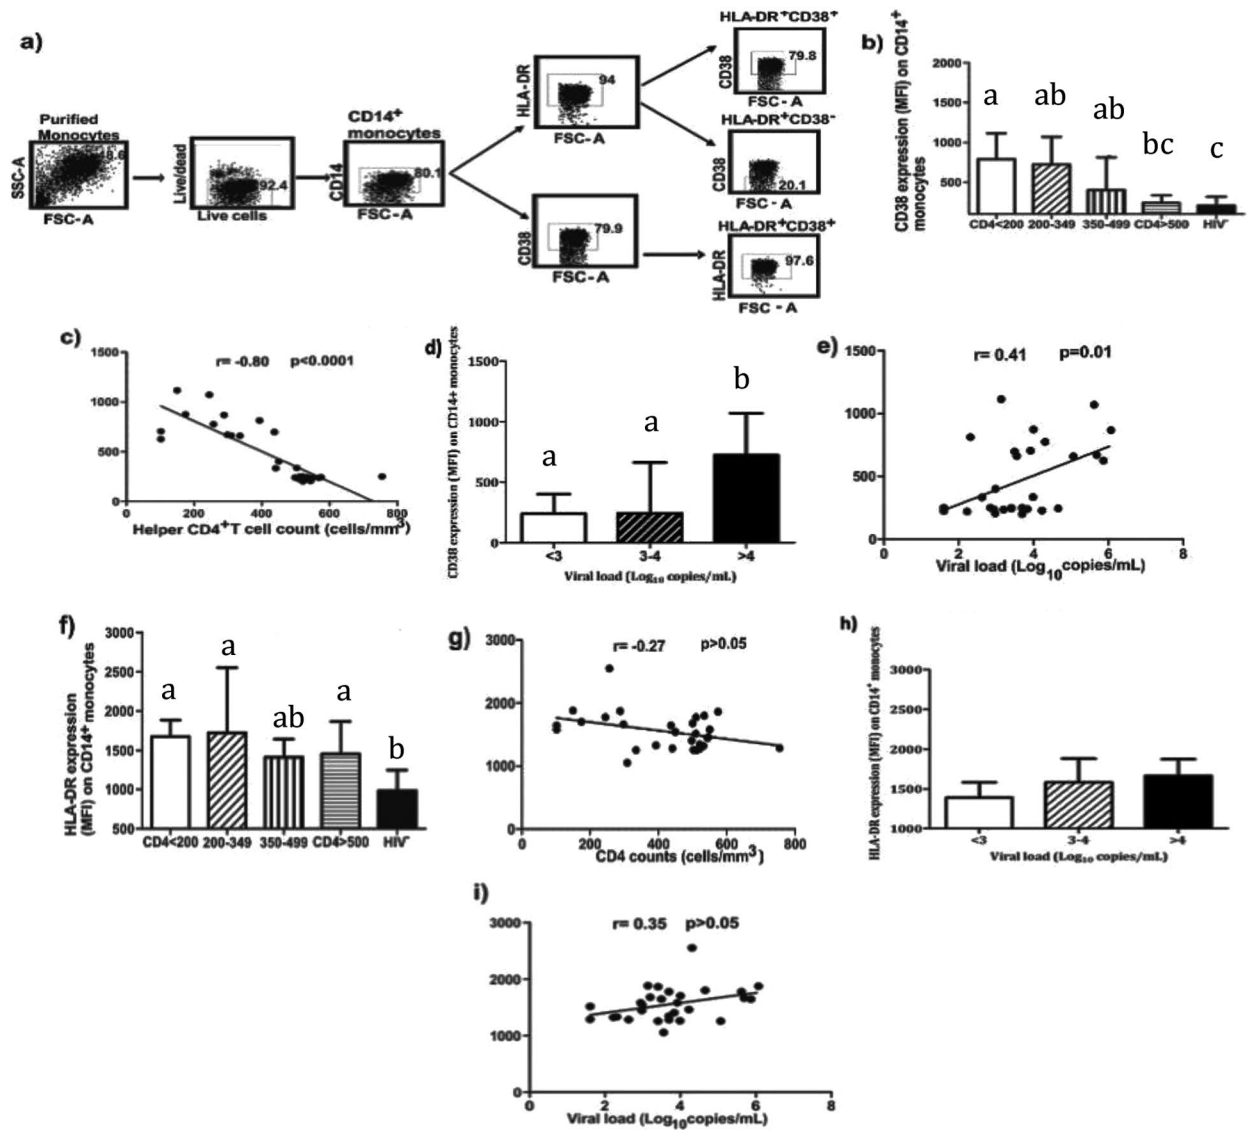 a)
Purified
Monocytes
8.6
SSC-A
FSC-A
Live/dead
92.4
Live cells
CD14⁺
monocytes
CD14
80.1
FSC-A
HLA-DR
94
FSC-A
CD38
79.9
FSC-A
HLA-DR⁺CD38⁺
CD38
79.8
FSC-A
HLA-DR⁺CD38⁻
CD38
20.1
FSC-A
HLA-DR⁺CD38⁺
HLA-DR
97.6
FSC-A
b)
CD38 expression (MFI) on CD14⁺
monocytes
2000
1500
1000
500
a
ab
ab
bc
c
CD4<200
200-349
350-499
CD4>500
HIV⁻
c)
r= -0.80 p<0.0001
1500
1000
500
0
0 200 400 600 800
Helper CD4⁺T cell count (cells/mm³)
d)
CD38 expression (MFI) on CD14+ monocytes
1500
1000
500
0
a
a
b
<3
3-4
>4
Viral load (Log₁₀ copies/mL)
e)
r= 0.41 p=0.01
1500
1000
500
0
0 2 4 6 8
Viral load (Log₁₀copies/mL)
f)
HLA-DR expression
(MFI) on CD14+ monocytes
3000
2500
2000
1500
1000
500
a
a
ab
a
b
CD4<200
200-349
350-499
CD4>500
HIV⁻
g)
r= -0.27 p>0.05
3000
2000
1000
0
0 200 400 600 800
CD4 counts (cells/mm³)
h)
HLA-DR expression (MFI) on CD14⁺ monocytes
3000
2500
2000
1500
1000
<3
3-4
>4
Viral load (Log₁₀ copies/mL)
i)
r= 0.35 p>0.05
3000
2000
1000
0
0 2 4 6 8
Viral load (Log₁₀copies/mL)